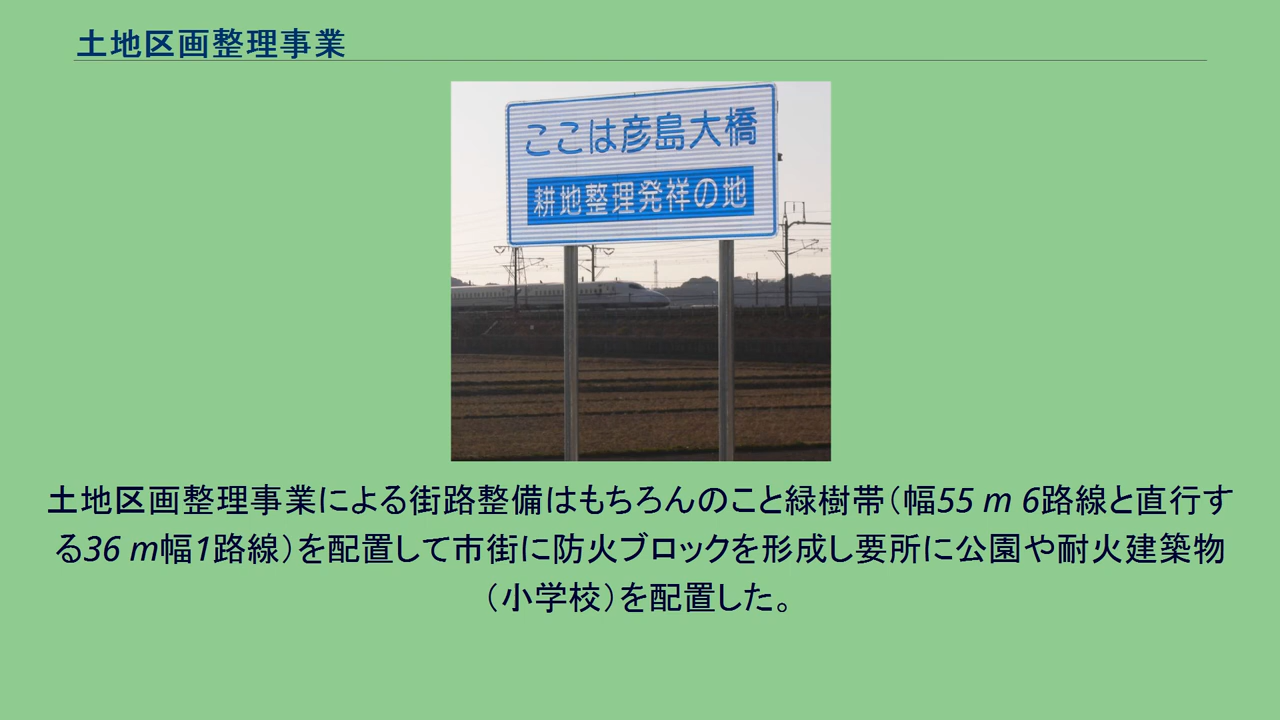 土地区画整理事業
ここは彦島大橋
耕地整理発祥の地
土地区画整理事業による街路整備はもちろんのこと緑樹帯（幅55 m 6路線と直行す
る36 m幅1路線）を配置して市街に防火ブロックを形成し要所に公園や耐火建築物
（小学校）を配置した。